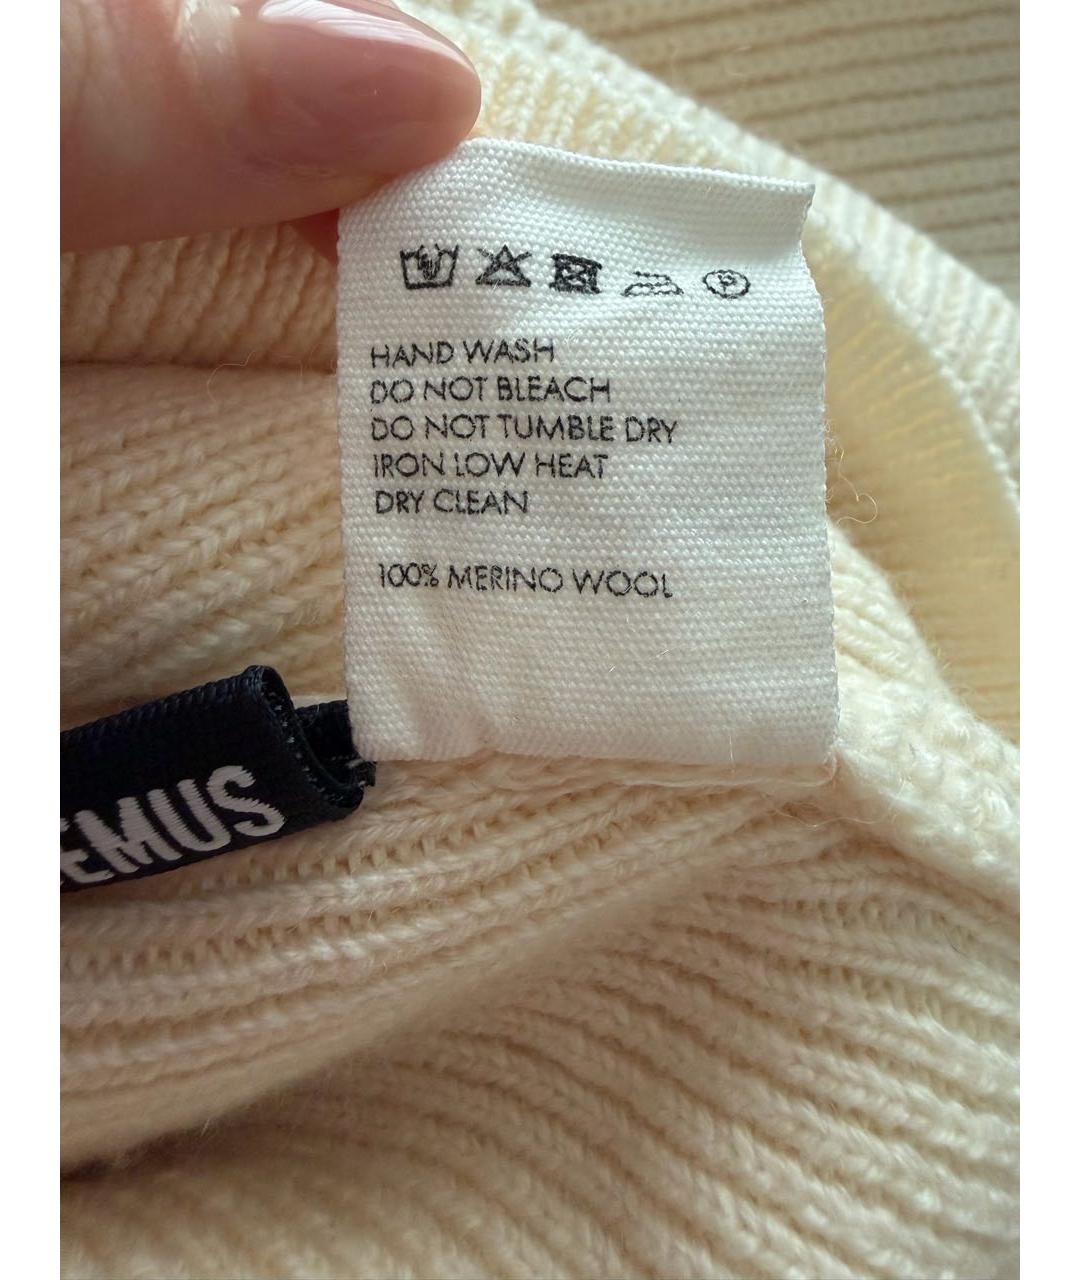 P
HAND WASH
DO NOT BLEACH
DO NOT TUMBLE DRY
IRON LOW HEAT
DRY CLEAN
100% MERINO WOOL
EMUS